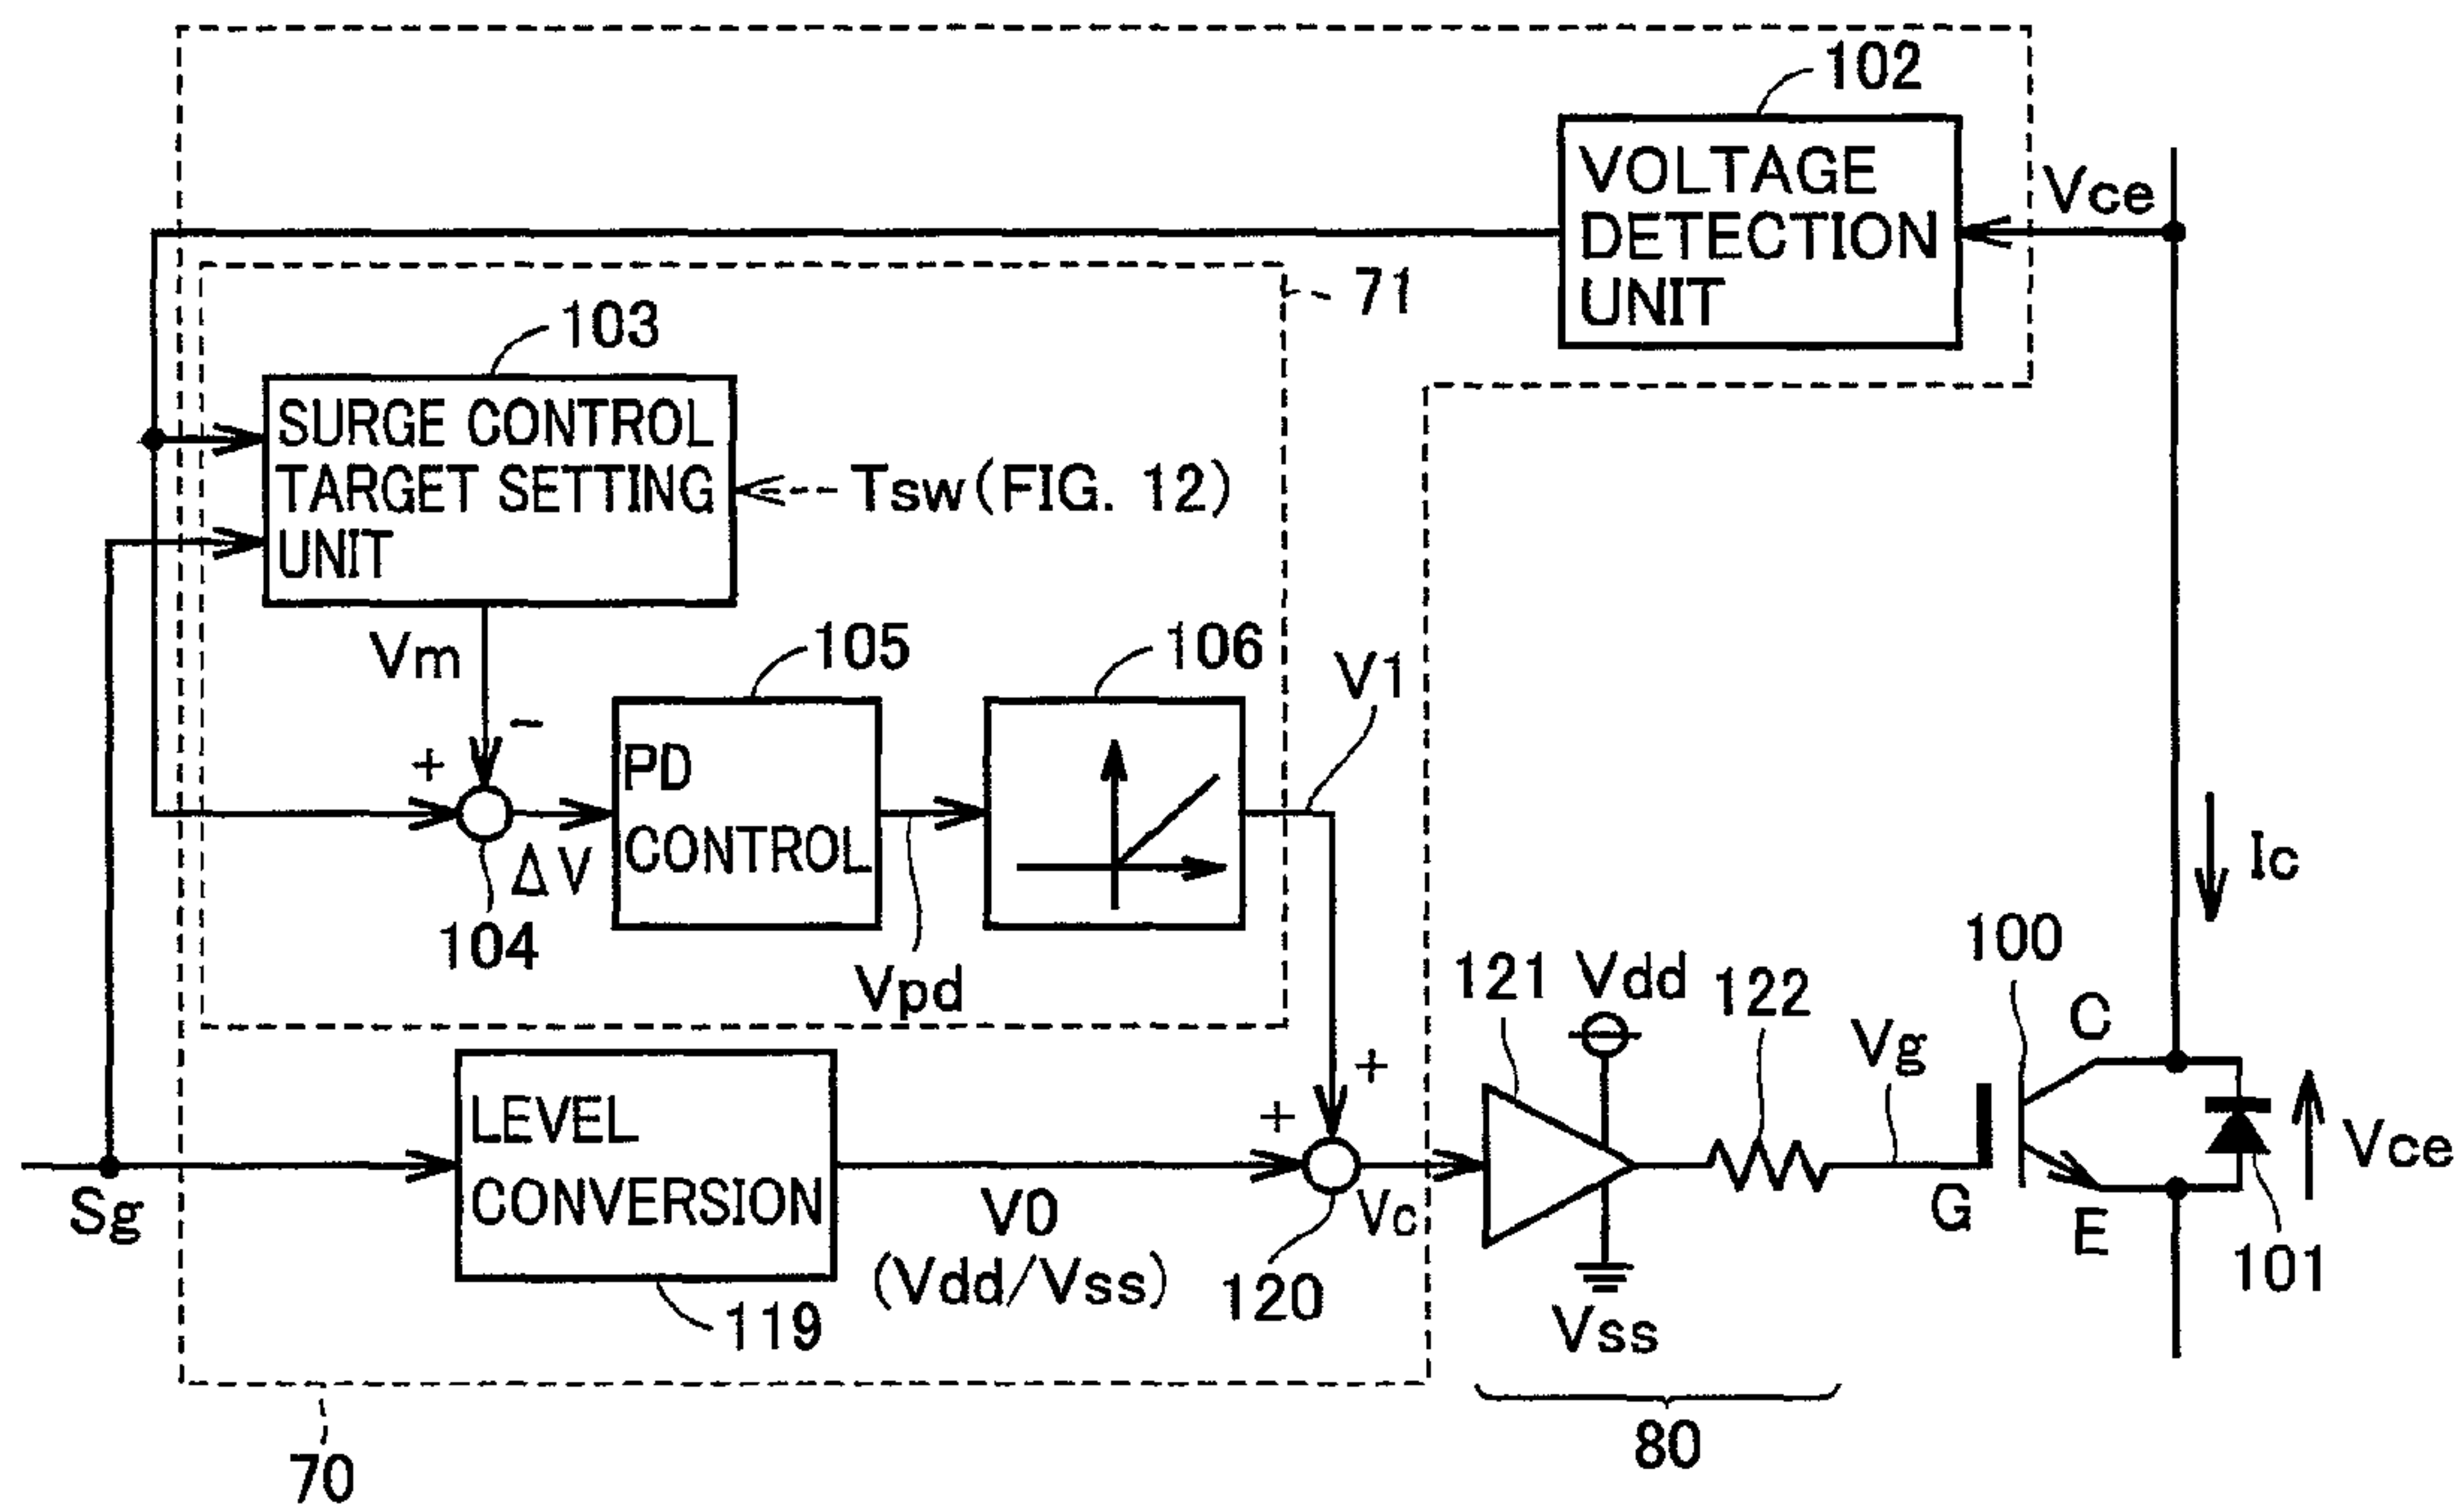 102
VOLTAGE
DETECTION
UNIT
Vce
71
103
SURGE CONTROL
TARGET SETTING
UNIT
Tsw(FIG. 12)
Vm
105
106
V1
−
+
PD
CONTROL
ΔV
104
Vpd
Ic
100
121
Vdd
122
Vg
C
+
+
LEVEL
CONVERSION
Sg
V0
(Vdd/Vss)
Vc
120
119
G
E
101
Vce
Vss
80
70